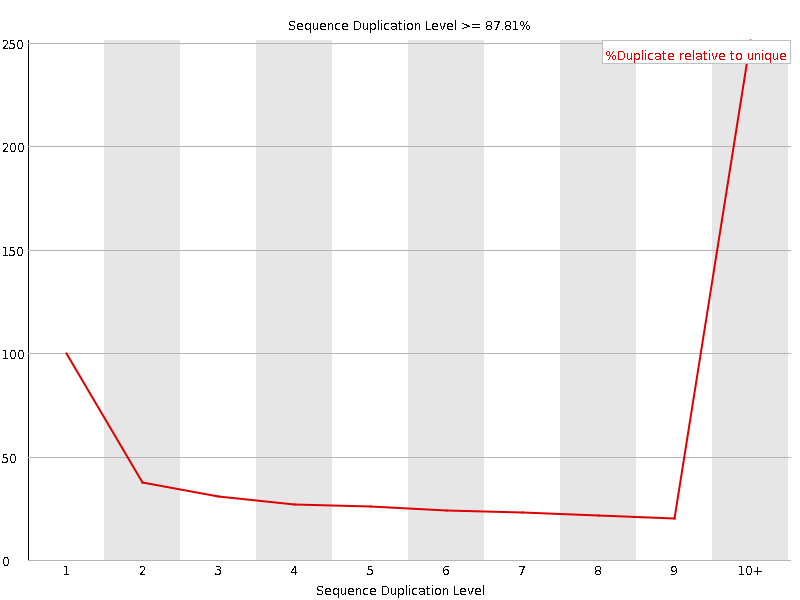 Sequence Duplication Level >= 87.81%
%Duplicate relative to unique
250
200
150
100
50
0
1 2 3 4 5 6 7 8 9 10+
Sequence Duplication Level